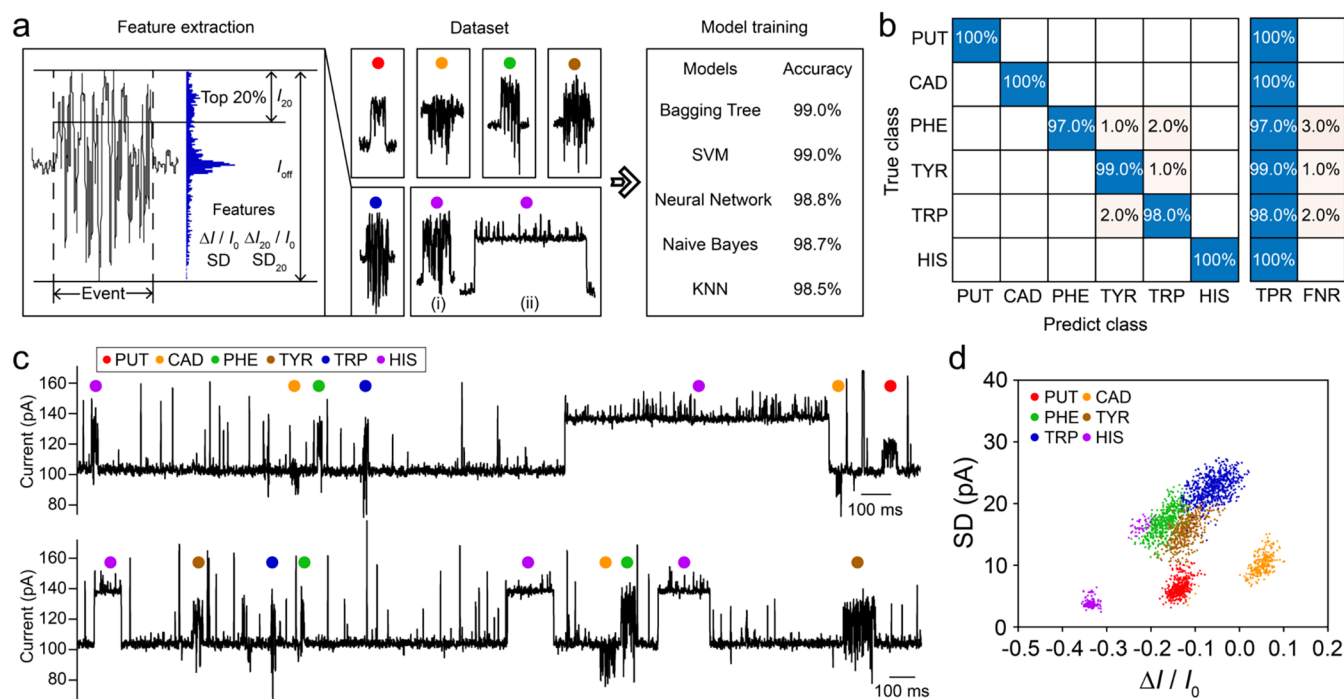 a
Feature extraction
Dataset
Model training
Top 20%
I20
Ioff
Features
ΔI / I0 ΔI20 / I0
SD SD20
Event
(i)
(ii)
Models Accuracy
Bagging Tree 99.0%
SVM 99.0%
Neural Network 98.8%
Naive Bayes 98.7%
KNN 98.5%
b
True class
PUT 100% 100%
CAD 100% 100%
PHE 97.0% 1.0% 2.0% 97.0% 3.0%
TYR 99.0% 1.0% 99.0% 1.0%
TRP 2.0% 98.0% 98.0% 2.0%
HIS 100% 100%
PUT CAD PHE TYR TRP HIS TPR FNR
Predict class
c
PUT CAD PHE TYR TRP HIS
Current (pA)
160
140
120
100
80
100 ms
Current (pA)
160
140
120
100
80
100 ms
d
SD (pA)
40
30
20
10
0
PUT CAD
PHE TYR
TRP HIS
-0.5 -0.4 -0.3 -0.2 -0.1 0.0 0.1 0.2
ΔI / I0